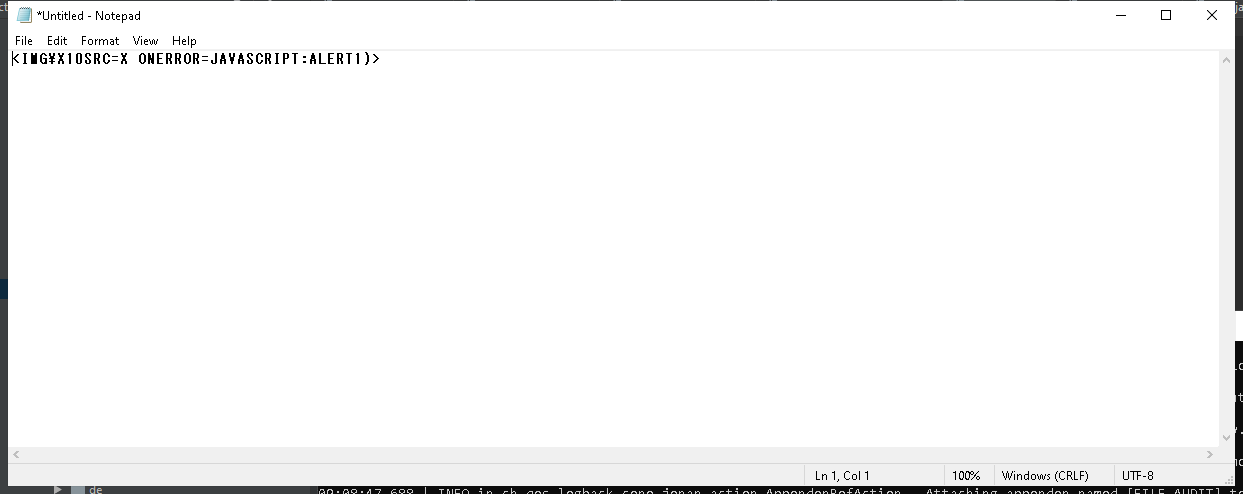 *Untitled - Notepad
File Edit Format View Help
<IMG¥X10SRC=X ONERROR=JAVASCRIPT:ALERT1)>
Ln 1, Col 1 100% Windows (CRLF) UTF-8
de
09:08:47,688 | INFO in ch.qos.logback.core.joran.action.AppenderRefAction - Attaching appender named [FILE_AUDIT] t